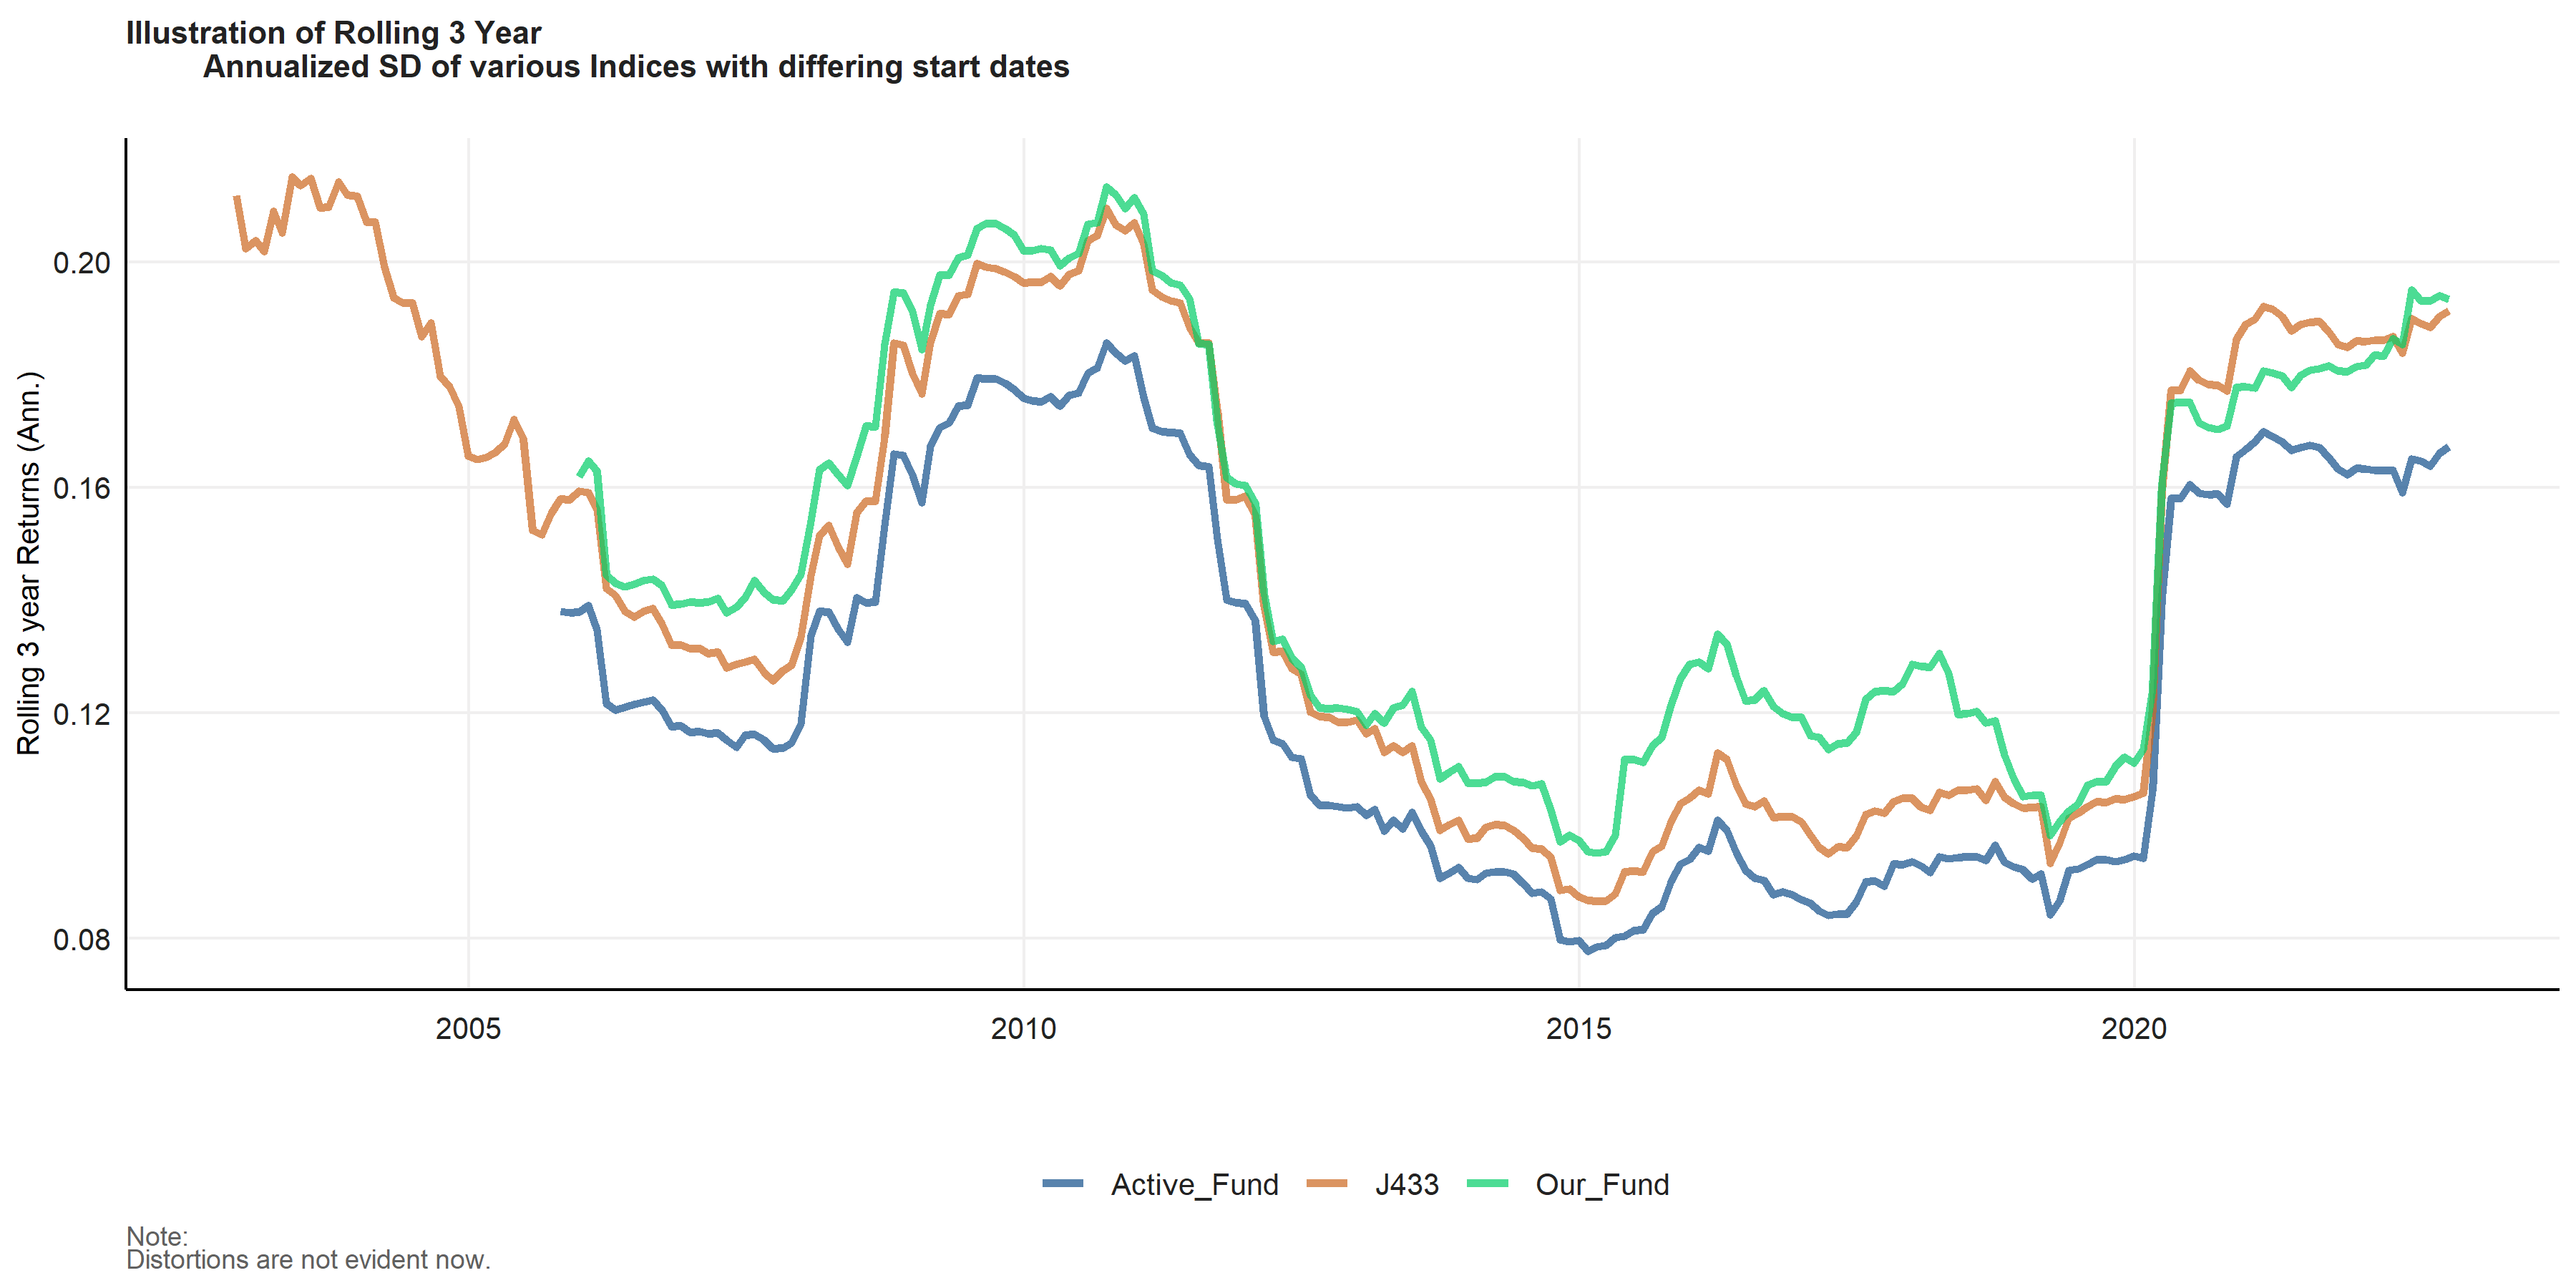 Illustration of Rolling 3 Year
Annualized SD of various Indices with differing start dates
Rolling 3 year Returns (Ann.)
0.20
0.16
0.12
0.08
2005 2010 2015 2020
Active_Fund J433 Our_Fund
Note:
Distortions are not evident now.